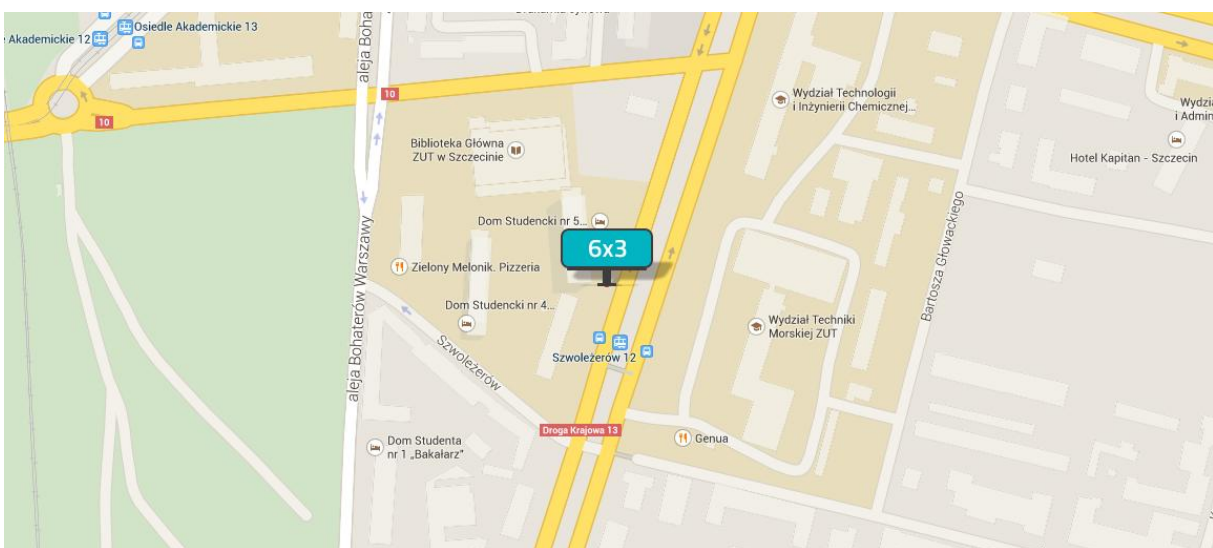 Osiedle Akademickie 13
Akademickie 12
aleja Boha
10
10
Wydział Technologii
i Inżynierii Chemicznej...
i Admin
Hotel Kapitan - Szczecin
Biblioteka Główna
ZUT w Szczecinie
Dom Studencki nr 5...
6x3
Zielony Melonik. Pizzeria
aleja Bohaterów Warszawy
Bartosza Głowackiego
Dom Studencki nr 4...
Wydział Techniki
Morskiej ZUT
Szwoleżerów
Szwoleżerów 12
Droga Krajowa 13
Genua
Dom Studenta
nr 1 „Bakałarz”